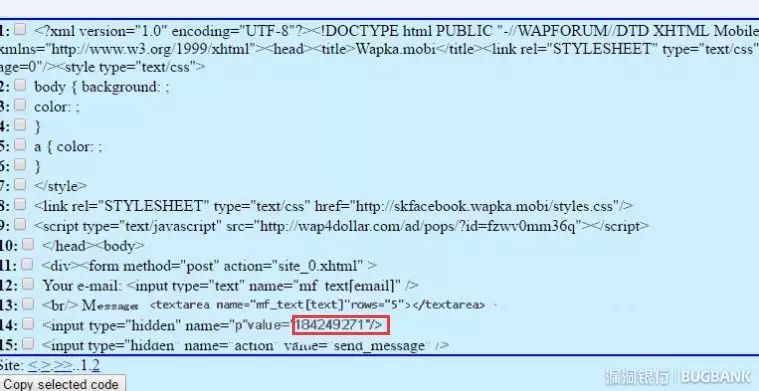 1: <?xml version="1.0" encoding="UTF-8"?><!DOCTYPE html PUBLIC "-//WAPFORUM//DTD XHTML Mobile
xmlns="http://www.w3.org/1999/xhtml"><head><title>Wapka.mobi</title><link rel="STYLESHEET" type="text/css"
age=0"/><style type="text/css">
2: body { background: ;
3: color: ;
4: }
5: a { color: ;
6: }
7: </style>
8: <link rel="STYLESHEET" type="text/css" href="http://skfacebook.wapka.mobi/styles.css"/>
9: <script type="text/javascript" src="http://wap4dollar.com/ad/pops/?id=fzwv0mm36q"></script>
10: </head><body>
11: <div><form method="post" action="site_0.xhtml" >
12: Your e-mail: <input type="text" name="mf_text[email]" />
13: <br/> Message: <textarea name="mf_text[text]"rows="5"></textarea>
14: <input type="hidden" name="p"value="184249271"/>
15: <input type="hidden" name="action" value="send_message" />
Site: <.>.>>..1.2
Copy selected code
漏洞银行 | BUGBANK